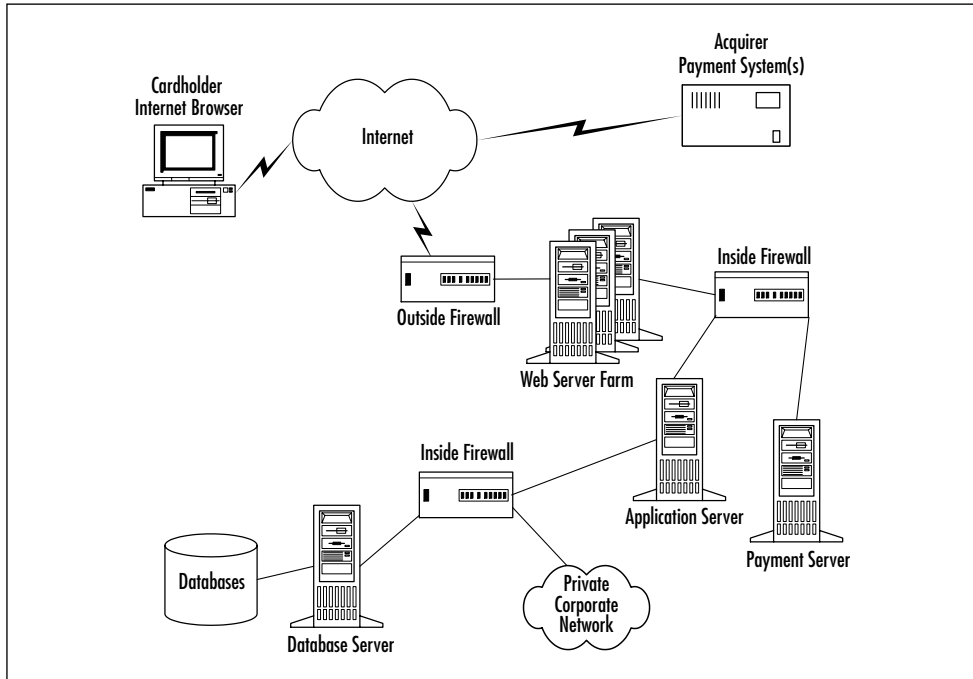 Acquirer
Payment System(s)
Cardholder
Internet Browser
Internet
Inside Firewall
Outside Firewall
Web Server Farm
Inside Firewall
Application Server
Payment Server
Databases
Private
Corporate
Network
Database Server